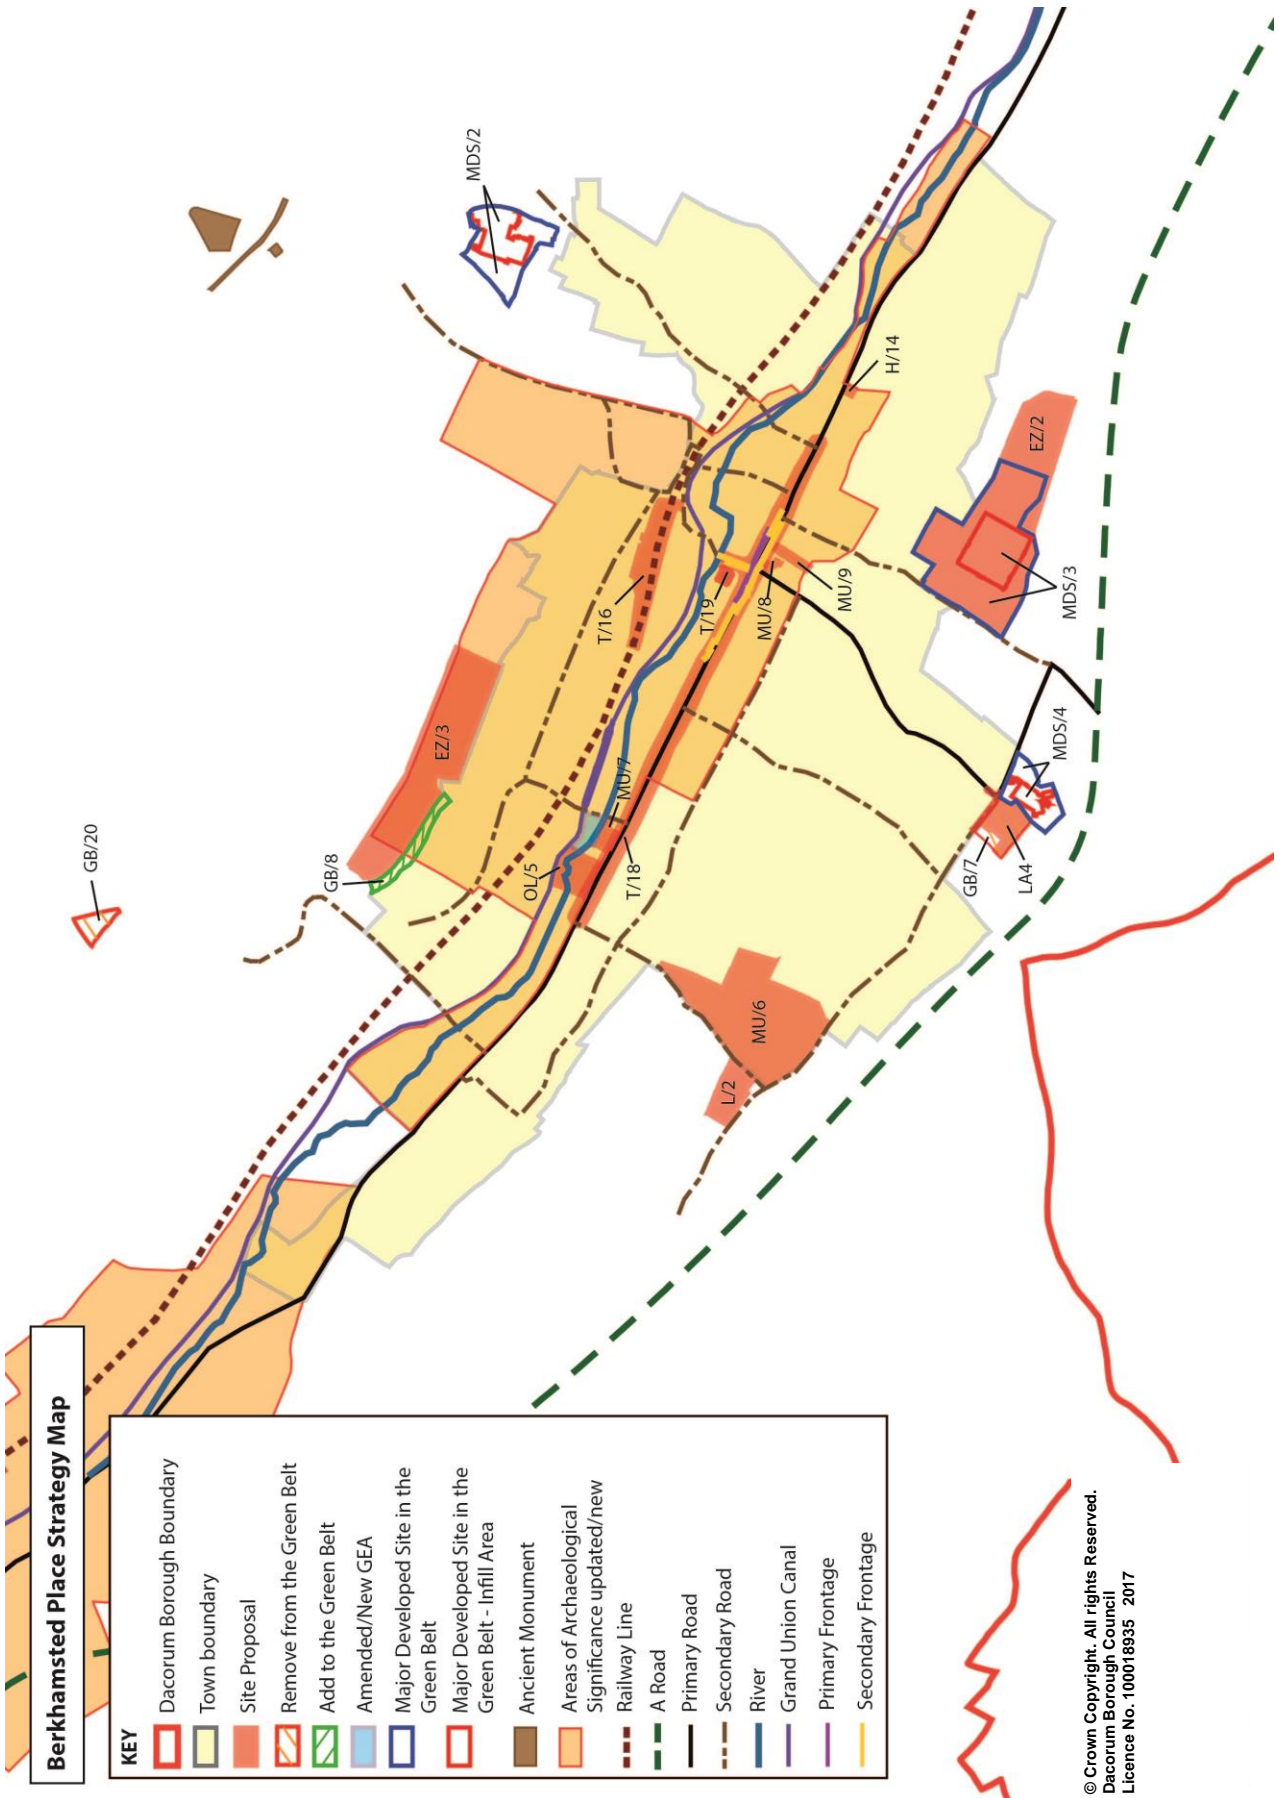 Berkhamsted Place Strategy Map
KEY
Dacorum Borough Boundary
Town boundary
Site Proposal
Remove from the Green Belt
Add to the Green Belt
Amended/New GEA
Major Developed Site in the
Green Belt
Major Developed Site in the
Green Belt - Infill Area
Ancient Monument
Areas of Archaeological
Significance updated/new
Railway Line
A Road
Primary Road
Secondary Road
River
Grand Union Canal
Primary Frontage
Secondary Frontage
GB/20
MDS/2
GB/8
EZ/3
OL/5
T/16
MU/7
T/18
T/19
MU/8
MU/9
H/14
L/2
MU/6
GB/7
LA4
MDS/4
MDS/3
EZ/2
© Crown Copyright. All rights Reserved.
Dacorum Borough Council
Licence No. 100018935 2017